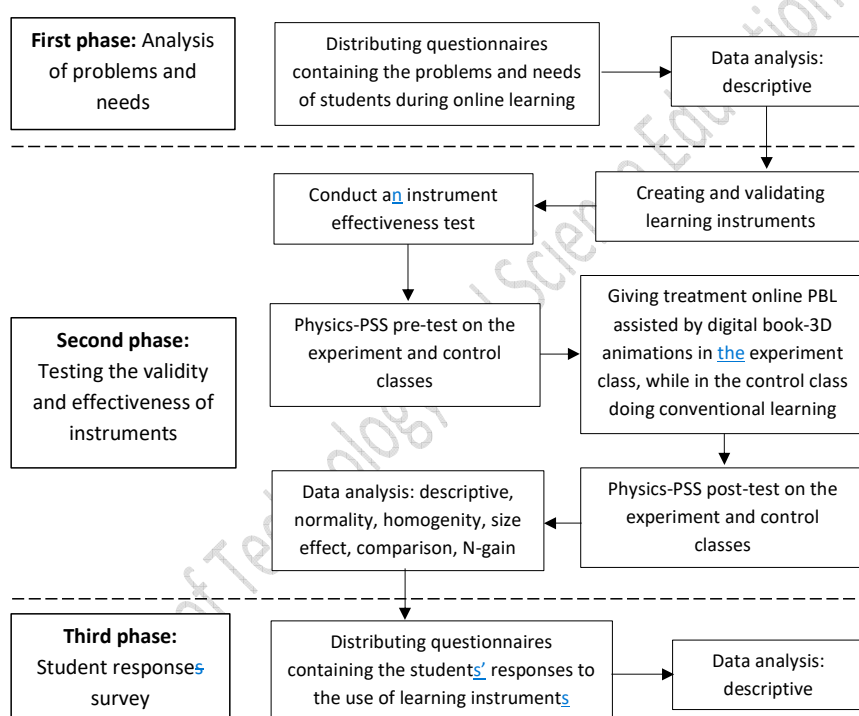 First phase: Analysis
of problems and
needs
Distributing questionnaires
containing the problems and needs
of students during online learning
Data analysis:
descriptive
Creating and validating
learning instruments
Conduct an instrument
effectiveness test
Second phase:
Testing the validity
and effectiveness of
instruments
Physics-PSS pre-test on the
experiment and control
classes
Giving treatment online PBL
assisted by digital book-3D
animations in the experiment
class, while in the control class
doing conventional learning
Physics-PSS post-test on the
experiment and control
classes
Data analysis: descriptive,
normality, homogenity, size
effect, comparison, N-gain
Third phase:
Student responses
survey
Distributing questionnaires
containing the students’ responses to
the use of learning instruments
Data analysis:
descriptive
of Technology and Science Education